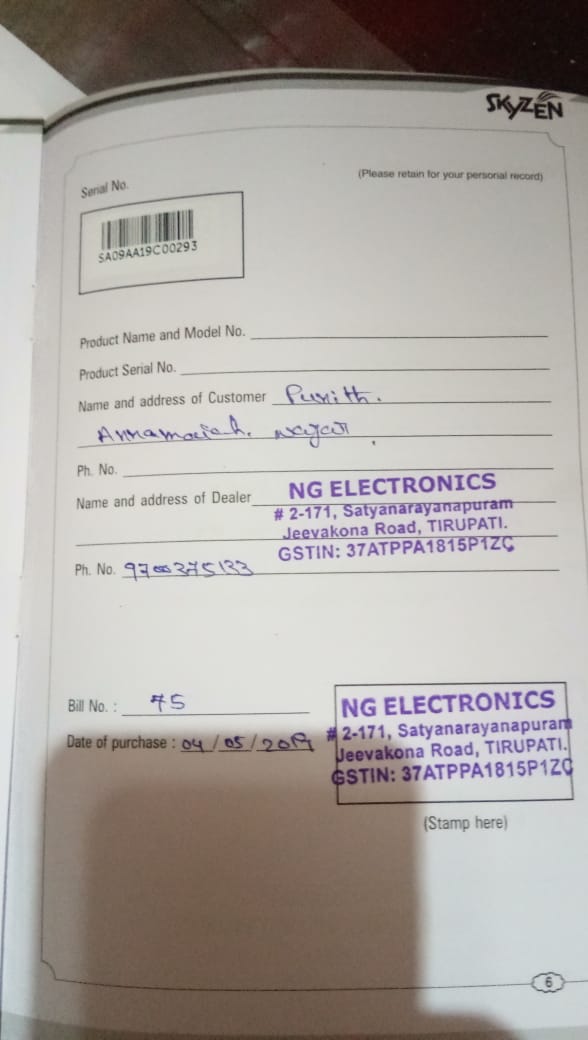 SKYZEN
(Please retain for your personal record)
Serial No.
SA09AA19C00293
Product Name and Model No.
Product Serial No.
Name and address of Customer Punith.
Annamaiah. nagar
Ph. No.
Name and address of Dealer NG ELECTRONICS
# 2-171, Satyanarayanapuram
Jeevakona Road, TIRUPATI.
GSTIN: 37ATPPA1815P1ZC
Ph. No. 9700375133
Bill No. : 75
Date of purchase : 04/05/2019
NG ELECTRONICS
# 2-171, Satyanarayanapuram
Jeevakona Road, TIRUPATI.
GSTIN: 37ATPPA1815P1ZC
(Stamp here)
6